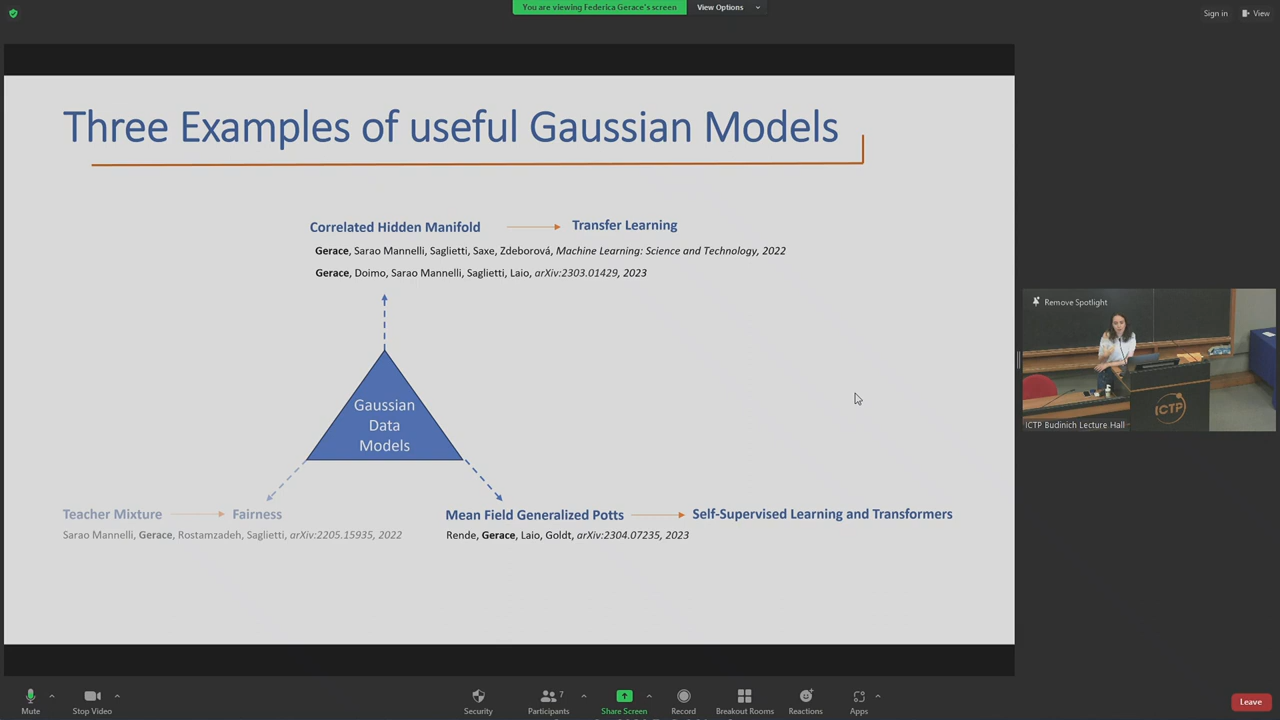 You are viewing Federica Gerace's screen
View Options
Sign in
View
Three Examples of useful Gaussian Models
Correlated Hidden Manifold
Transfer Learning
Gerace, Sarao Mannelli, Saglietti, Saxe, Zdeborová, Machine Learning: Science and Technology, 2022
Gerace, Doimo, Sarao Mannelli, Saglietti, Laio, arXiv:2303.01429, 2023
Gaussian
Data
Models
Teacher Mixture
Fairness
Sarao Mannelli, Gerace, Rostamzadeh, Saglietti, arXiv:2205.15935, 2022
Mean Field Generalized Potts
Self-Supervised Learning and Transformers
Rende, Gerace, Laio, Goldt, arXiv:2304.07235, 2023
Remove Spotlight
ICTP
ICTP Budinich Lecture Hall
Mute
Stop Video
Security
Participants
7
Share Screen
Record
Breakout Rooms
Reactions
Apps
Leave